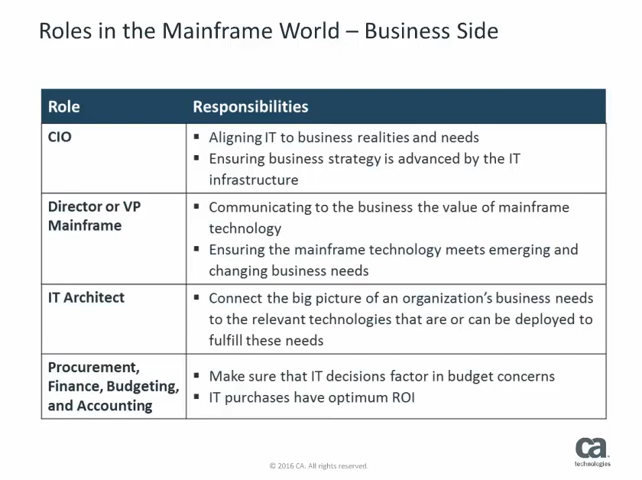 Roles in the Mainframe World – Business Side
Role
Responsibilities
CIO
▪ Aligning IT to business realities and needs
▪ Ensuring business strategy is advanced by the IT
infrastructure
Director or VP
Mainframe
▪ Communicating to the business the value of mainframe
technology
▪ Ensuring the mainframe technology meets emerging and
changing business needs
IT Architect
▪ Connect the big picture of an organization's business needs
to the relevant technologies that are or can be deployed to
fulfill these needs
Procurement,
Finance, Budgeting,
and Accounting
▪ Make sure that IT decisions factor in budget concerns
▪ IT purchases have optimum ROI
© 2016 CA. All rights reserved.
ca
technologies